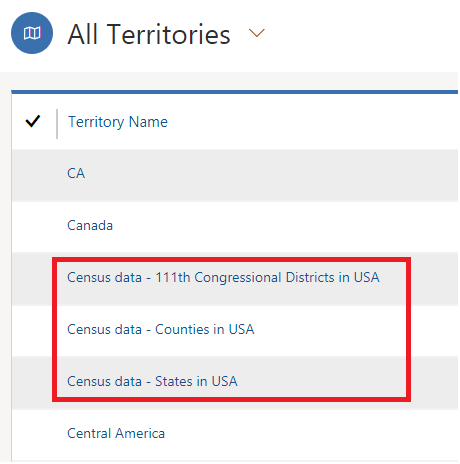 All Territories
Territory Name
CA
Canada
Census data - 111th Congressional Districts in USA
Census data - Counties in USA
Census data - States in USA
Central America